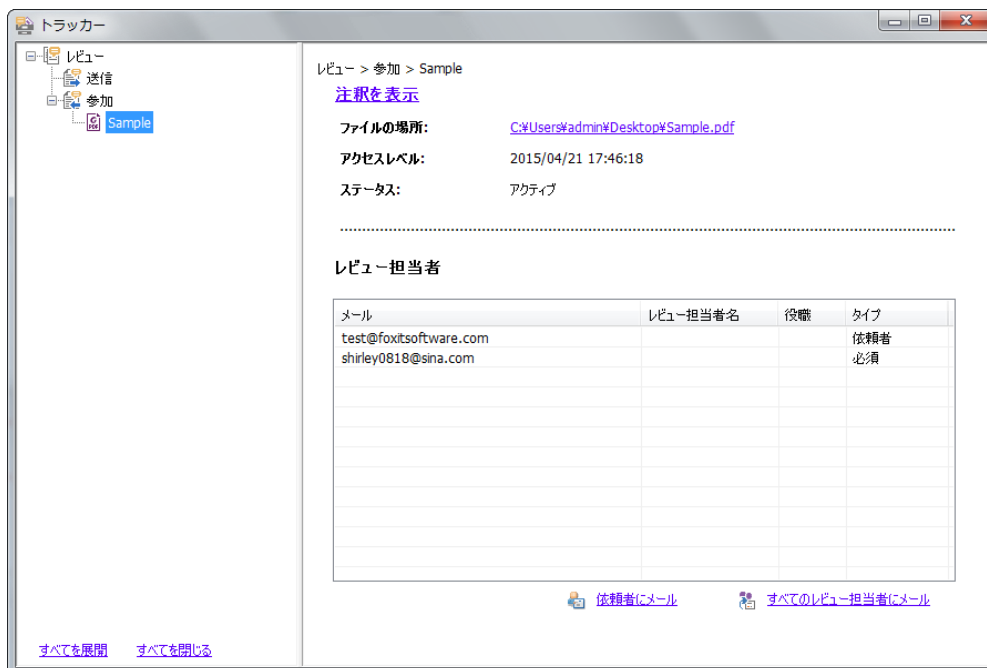 トラッカー
レビュー
送信
参加
Sample
すべてを展開 すべてを閉じる
レビュー > 参加 > Sample
注釈を表示
ファイルの場所: C:¥Users¥admin¥Desktop¥Sample.pdf
アクセスレベル: 2015/04/21 17:46:18
ステータス: アクティブ
レビュー担当者
メール レビュー担当者名 役職 タイプ
test@foxitsoftware.com 依頼者
shirley0818@sina.com 必須
依頼者にメール すべてのレビュー担当者にメール